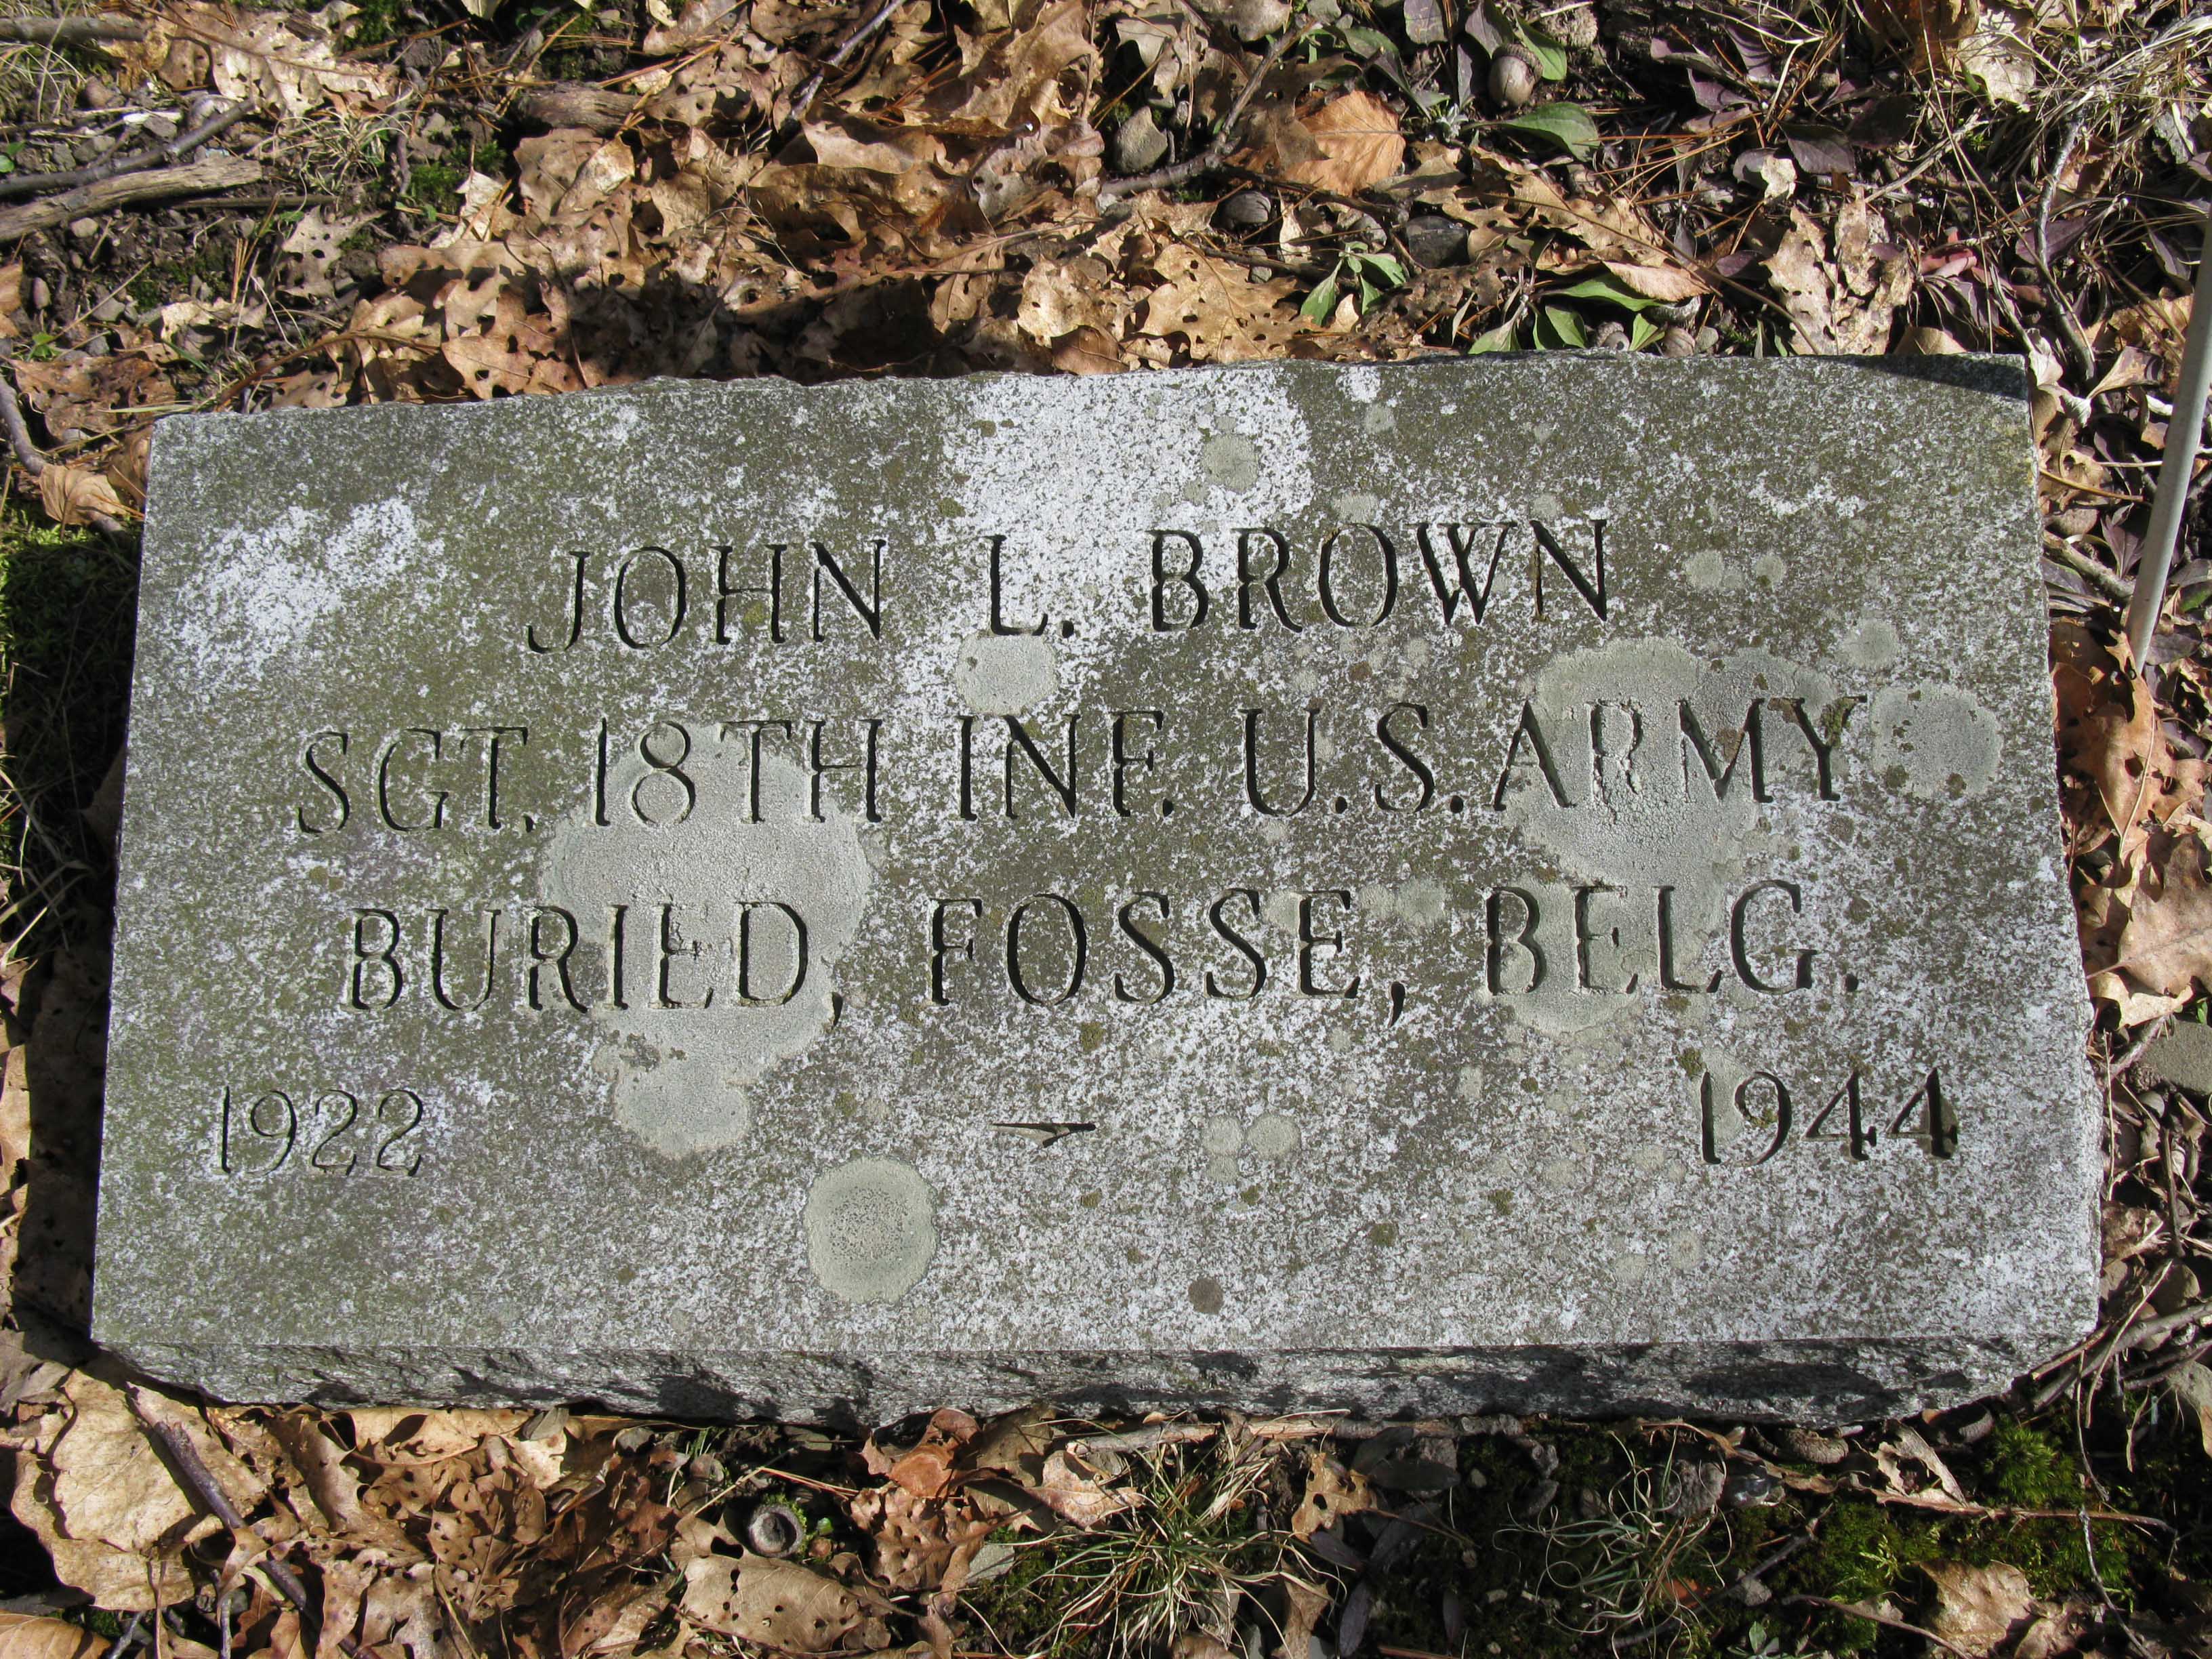 JOHN L. BROWN
SGT. 18TH INF. U.S. ARMY
BURIED, FOSSE, BELG.
1922 - 1944